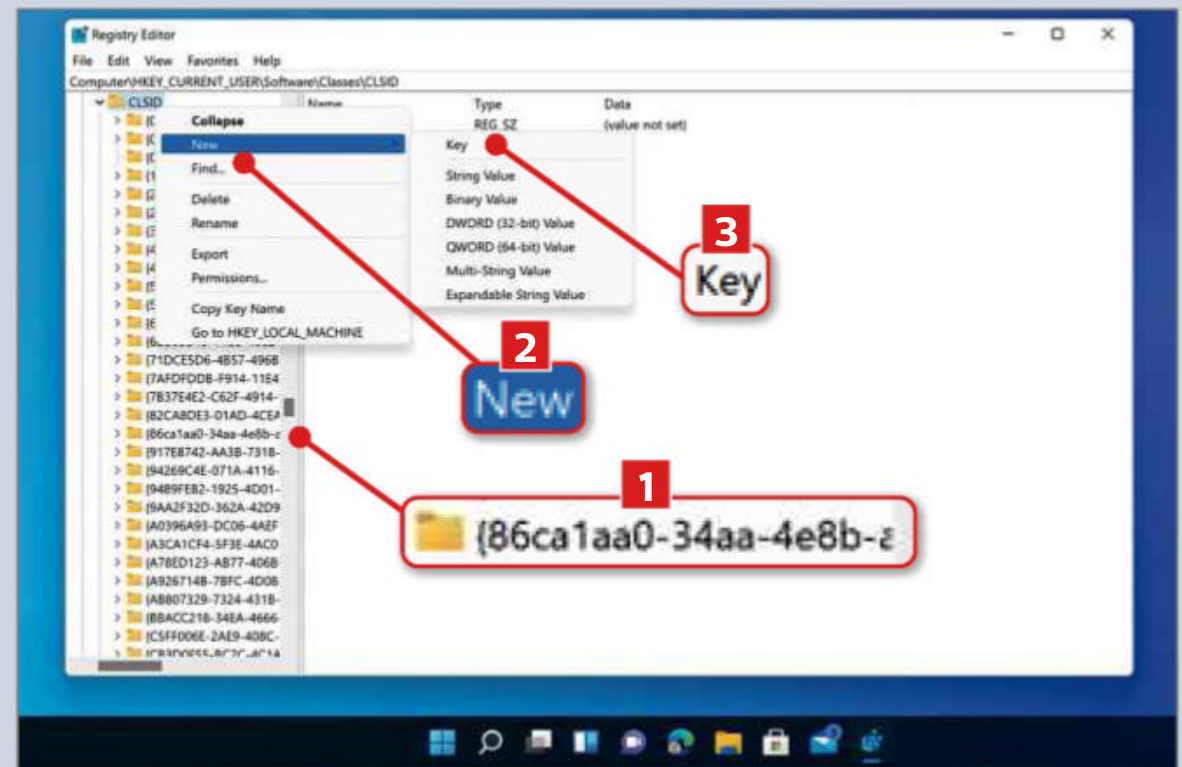 Registry Editor
File Edit View Favorites Help
Computer\HKEY_CURRENT_USER\Software\Classes\CLSID
CLSID
Name Type Data
REG_SZ (value not set)
Collapse
New
Find...
Delete
Rename
Export
Permissions...
Copy Key Name
Go to HKEY_LOCAL_MACHINE
Key
String Value
Binary Value
DWORD (32-bit) Value
QWORD (64-bit) Value
Multi-String Value
Expandable String Value
{71DCE5D6-4B57-496B
{7AFDFDDB-F914-11E4
{7B37E4E2-C62F-4914-
{82CA8DE3-01AD-4CEA
{86ca1aa0-34aa-4e8b-a
{917E8742-AA3B-7318-
{94269C4E-071A-4116-
{9489FEB2-1925-4D01-
{9AA2F32D-362A-42D9
{A0396A93-DC06-4AEF
{A3CA1CF4-5F3E-4AC0
{A78ED123-AB77-406B
{A926714B-7BFC-4D08
{AB807329-7324-431B-
{BBACC218-34EA-4666
{C5FF006E-2AE9-408C-
3
Key
2
New
1
{86ca1aa0-34aa-4e8b-a